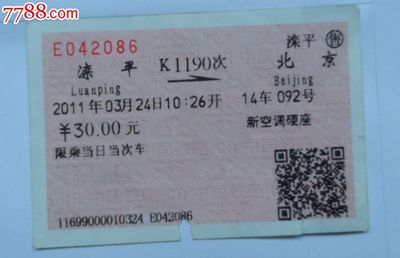 7788.com
E042086 滦平 售
滦平 K1190次 北京
Luanping Beijing
2011年03月24日10:26开 14车 092号
¥30.00元 新空调硬座
限乘当日当次车
11699000010324 E042086